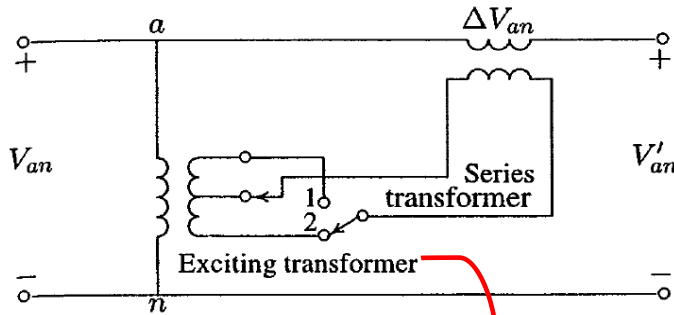 a
ΔVan
+
+
Van
V′an
1
Series
transformer
2
Exciting transformer
−
−
n